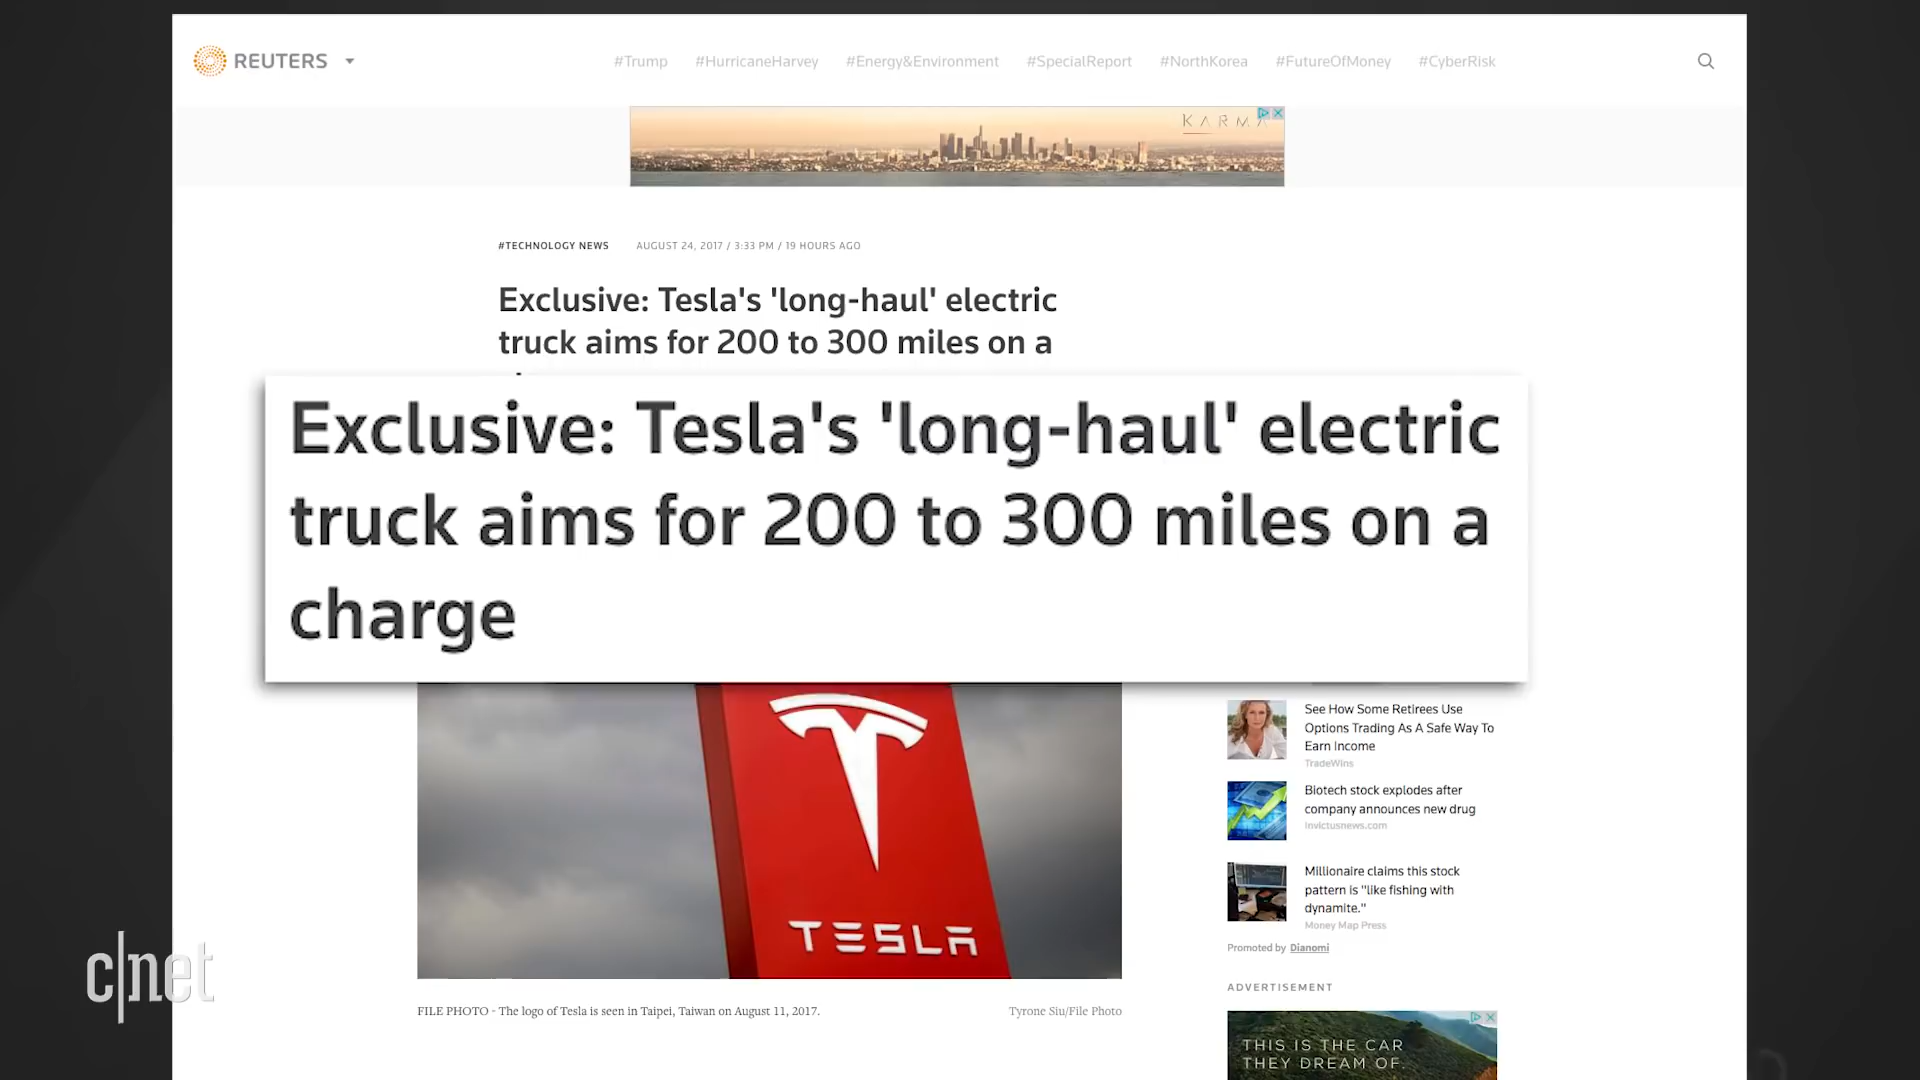 REUTERS
#Trump #HurricaneHarvey #Energy&Environment #SpecialReport #NorthKorea #FutureOfMoney #CyberRisk
KARMA
#TECHNOLOGY NEWS AUGUST 24, 2017 / 3:33 PM / 19 HOURS AGO
Exclusive: Tesla's 'long-haul' electric
truck aims for 200 to 300 miles on a
Exclusive: Tesla's 'long-haul' electric
truck aims for 200 to 300 miles on a
charge
TESLA
FILE PHOTO - The logo of Tesla is seen in Taipei, Taiwan on August 11, 2017. Tyrone Siu/File Photo
See How Some Retirees Use
Options Trading As A Safe Way To
Earn Income
TradeWins
Biotech stock explodes after
company announces new drug
Invictusnews.com
Millionaire claims this stock
pattern is "like fishing with
dynamite."
Money Map Press
Promoted by Dianomi
ADVERTISEMENT
THIS IS THE CAR
THEY DREAM OF.
c|net